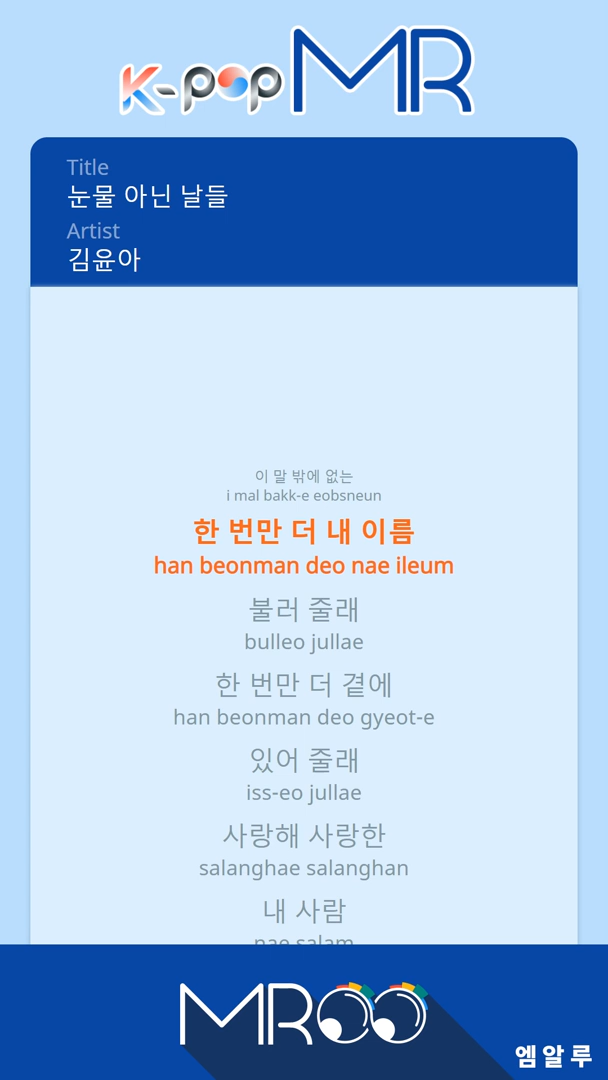 K-pop MR
Title
눈물 아닌 날들
Artist
김윤아
이 말 밖에 없는
i mal bakk-e eobsneun
한 번만 더 내 이름
han beonman deo nae ileum
불러 줄래
bulleo jullae
한 번만 더 곁에
han beonman deo gyeot-e
있어 줄래
iss-eo jullae
사랑해 사랑한
salanghae salanghan
내 사람
nae salam
MROO
엠알루